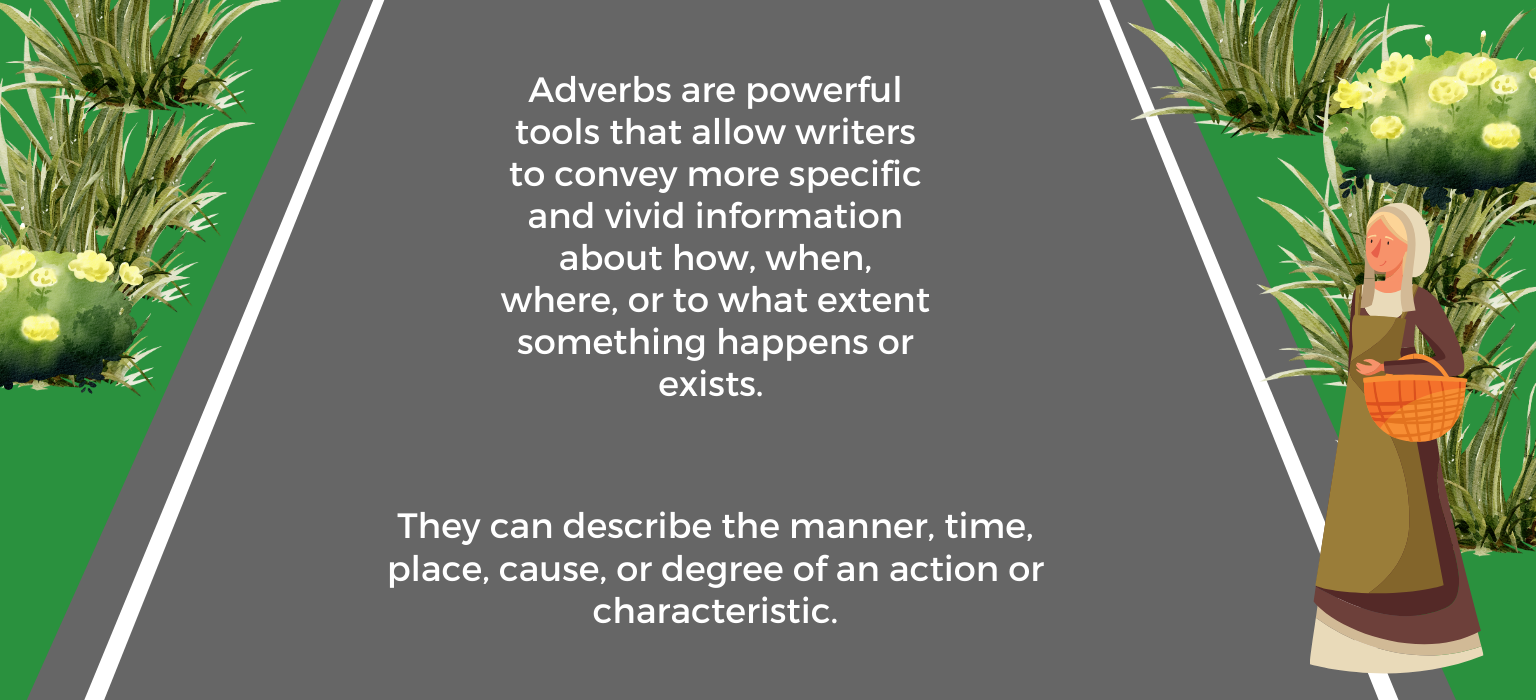 Adverbs are powerful
tools that allow writers
to convey more specific
and vivid information
about how, when,
where, or to what extent
something happens or
exists.
They can describe the manner, time,
place, cause, or degree of an action or
characteristic.